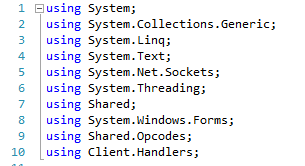 1 using System;
2 using System.Collections.Generic;
3 using System.Linq;
4 using System.Text;
5 using System.Net.Sockets;
6 using System.Threading;
7 using Shared;
8 using System.Windows.Forms;
9 using Shared.Opcodes;
10 using Client.Handlers;